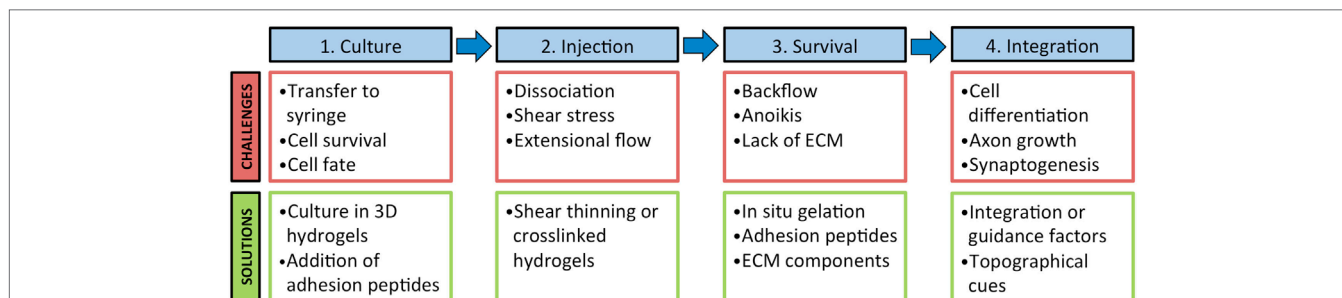 1. Culture
2. Injection
3. Survival
4. Integration
CHALLENGES
•Transfer to
syringe
•Cell survival
•Cell fate
•Dissociation
•Shear stress
•Extensional flow
•Backflow
•Anoikis
•Lack of ECM
•Cell
differentiation
•Axon growth
•Synaptogenesis
SOLUTIONS
•Culture in 3D
hydrogels
•Addition of
adhesion peptides
•Shear thinning or
crosslinked
hydrogels
•In situ gelation
•Adhesion peptides
•ECM components
•Integration or
guidance factors
•Topographical
cues